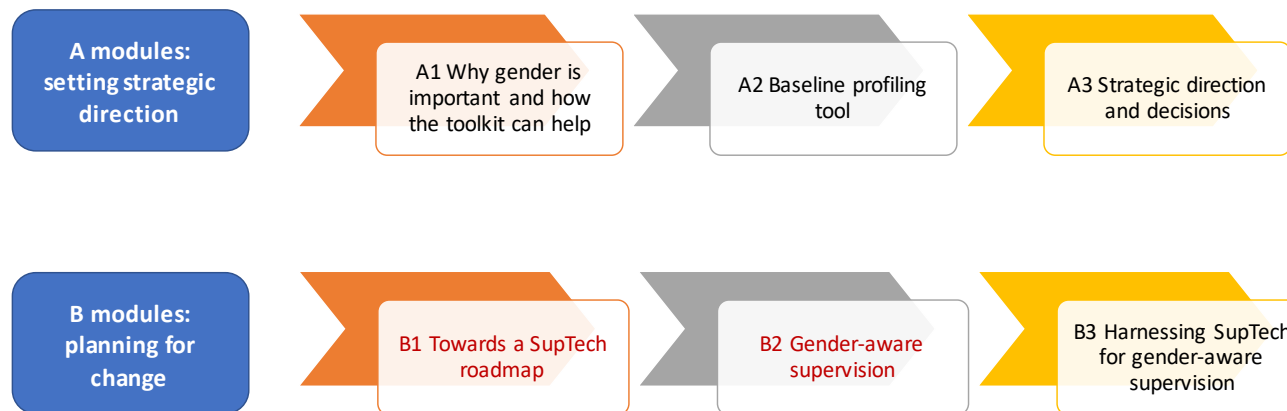 A modules:
setting strategic
direction
A1 Why gender is
important and how
the toolkit can help
A2 Baseline profiling
tool
A3 Strategic direction
and decisions
B modules:
planning for
change
B1 Towards a SupTech
roadmap
B2 Gender-aware
supervision
B3 Harnessing SupTech
for gender-aware
supervision